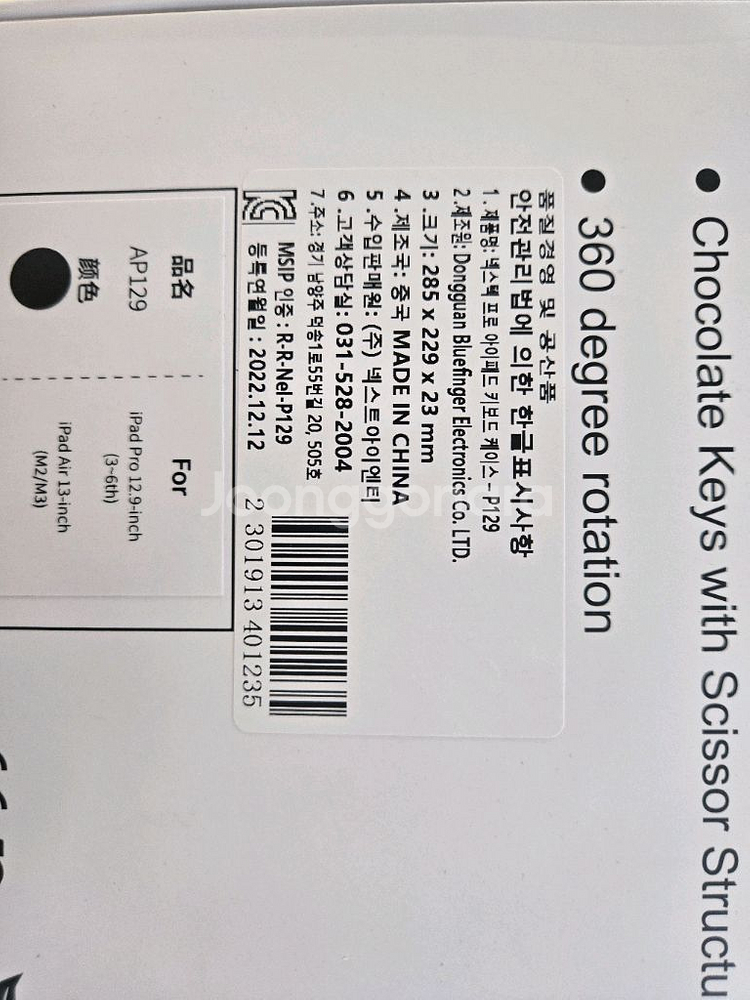 ● Chocolate Keys with Scissor Structu
● 360 degree rotation
품질경영 및 공산품
안전관리법에 의한 한글표시사항
1. 제품명: 넥스텍 프로 아이패드 키보드 케이스- P129
2.제조원: Dongguan Bluefinger Electronics Co. LTD.
3 .크기: 285 x 229 x 23 mm
4 .제조국: 중국 MADE IN CHINA
5 .수입판매원: (주) 넥스트아이엔티
6 .고객상담실: 031-528-2004
7.주소: 경기 남양주 덕송1로55번길 20, 505호
MSIP 인증 : R-R-Nel-P129
등록연월일 : 2022.12.12
2 301913 401235
品名
For
AP129
iPad Pro 12.9-inch
(3~6th)
颜色
iPad Air 13-inch
(M2/M3)
Joonggonara